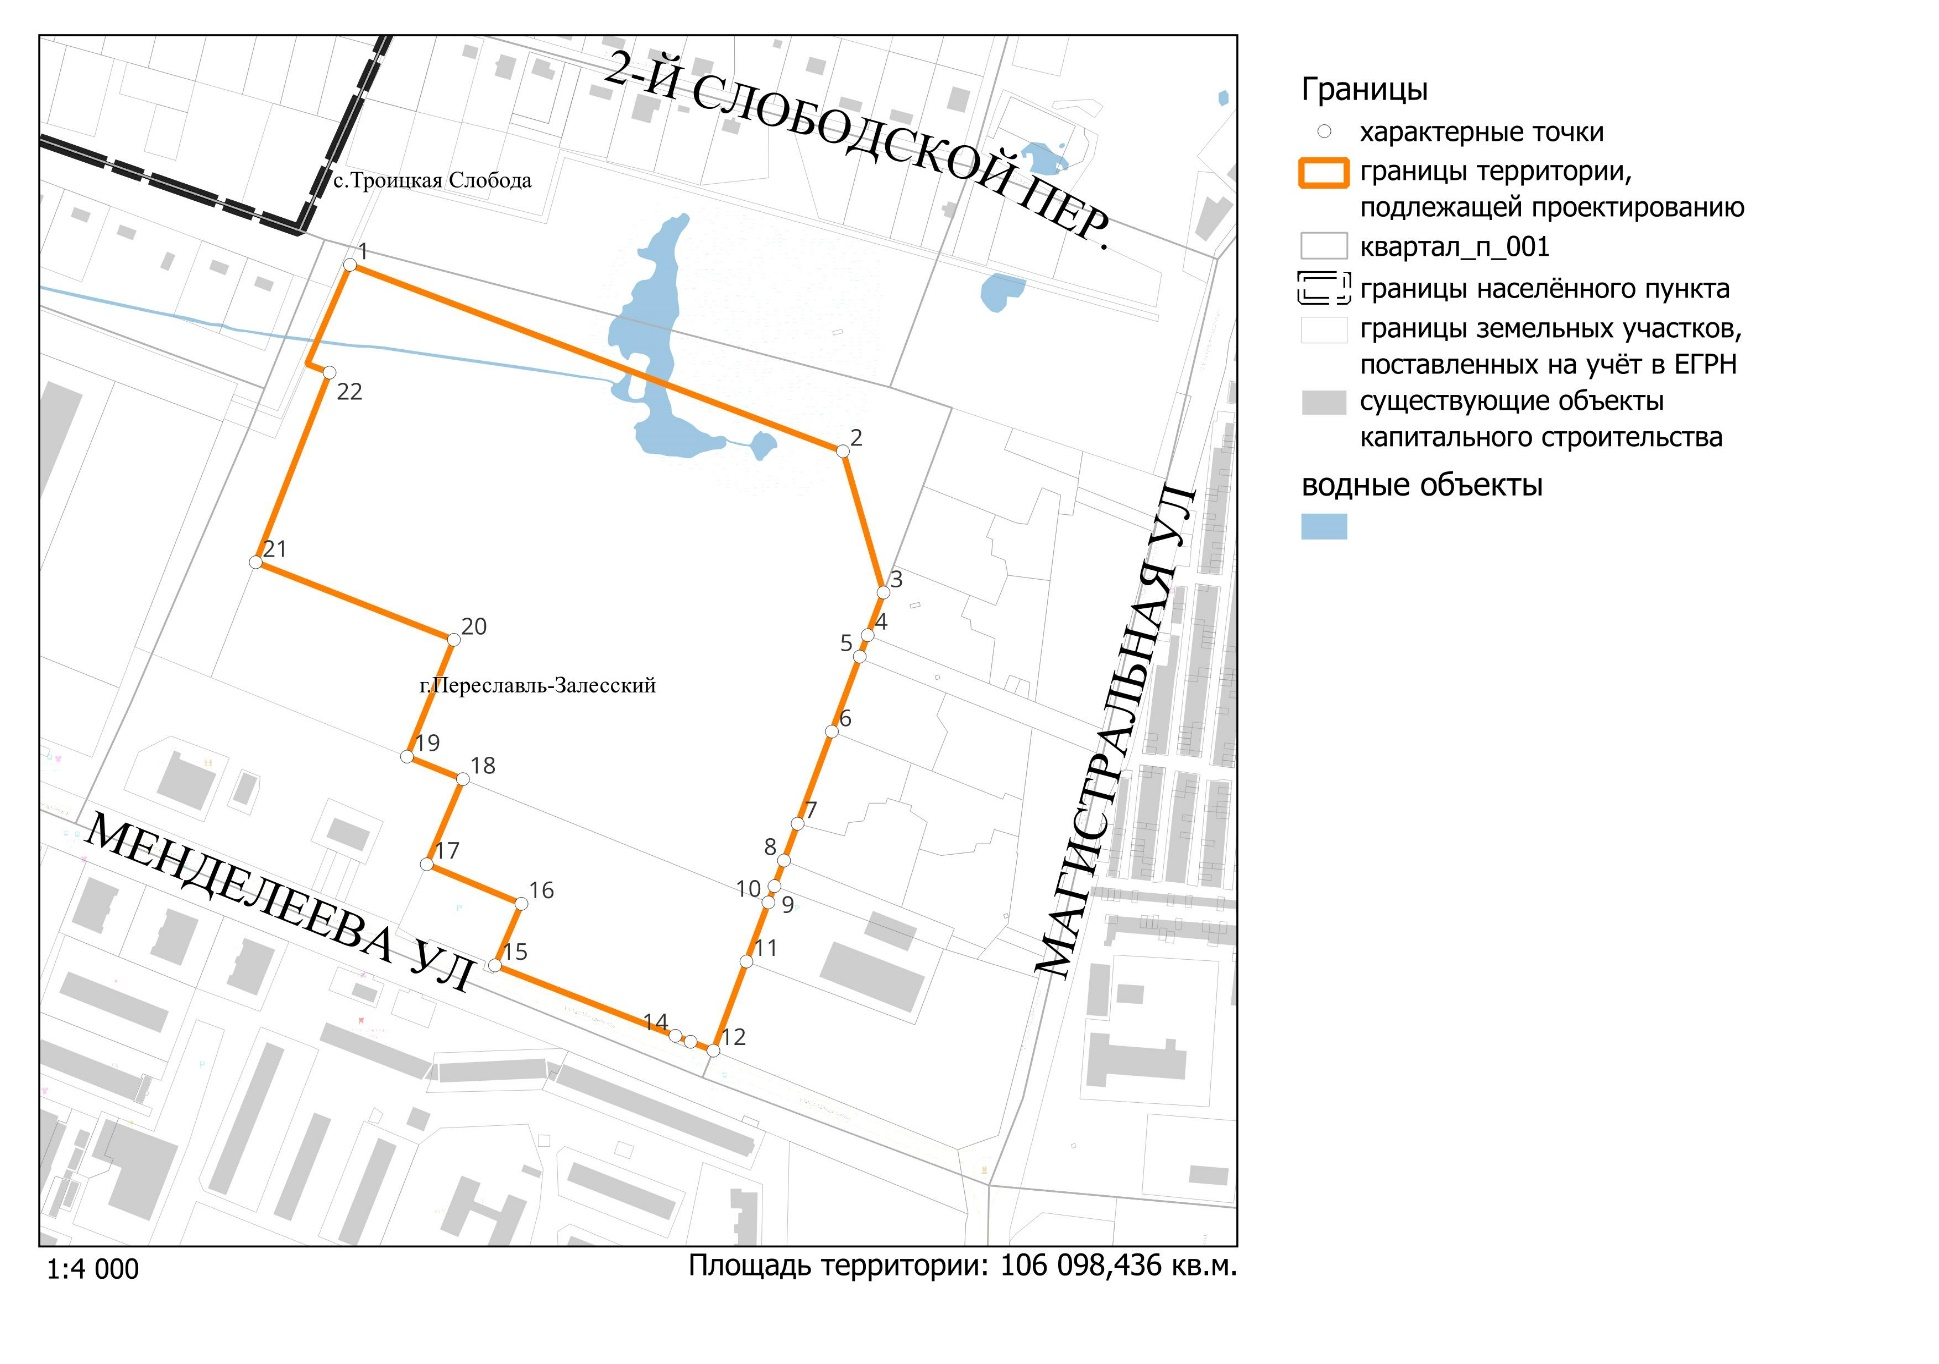 2-Й СЛОБОДСКОЙ ПЕР.
с.Троицкая Слобода
1
22
2
21
3
20
4
5
г.Переславль-Залесский
6
19
18
7
8
17
10
16
9
11
15
14
12
МЕНДЕЛЕЕВА УЛ
МАГИСТРАЛЬНАЯ УЛ
1:4 000
Площадь территории: 106 098,436 кв.м.
Границы
характерные точки
границы территории,
подлежащей проектированию
квартал_п_001
границы населённого пункта
границы земельных участков,
поставленных на учёт в ЕГРН
существующие объекты
капитального строительства
водные объекты